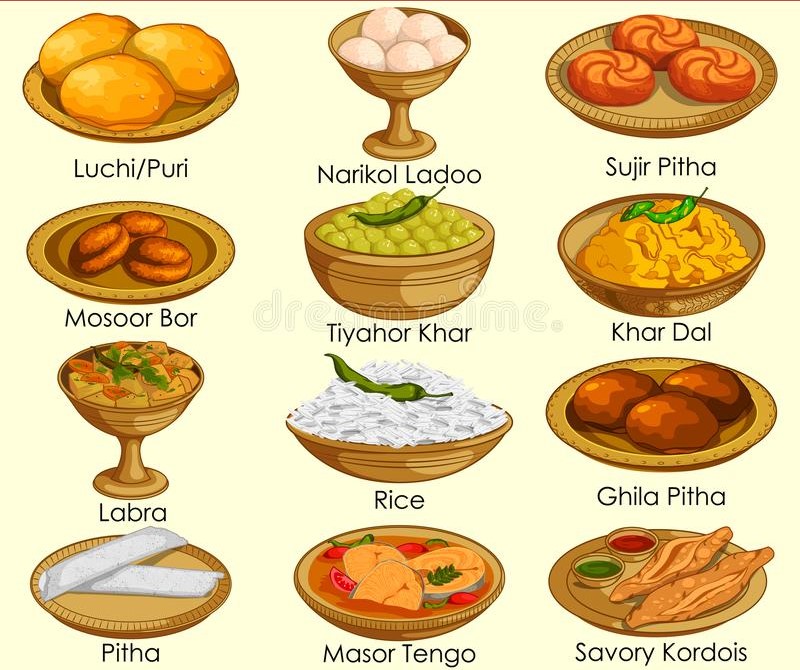 Luchi/Puri
Narikol Ladoo
Sujir Pitha
Mosoor Bor
Tiyahor Khar
Khar Dal
dreamstime
Labra
Rice
Ghila Pitha
Pitha
Masor Tengo
Savory Kordois